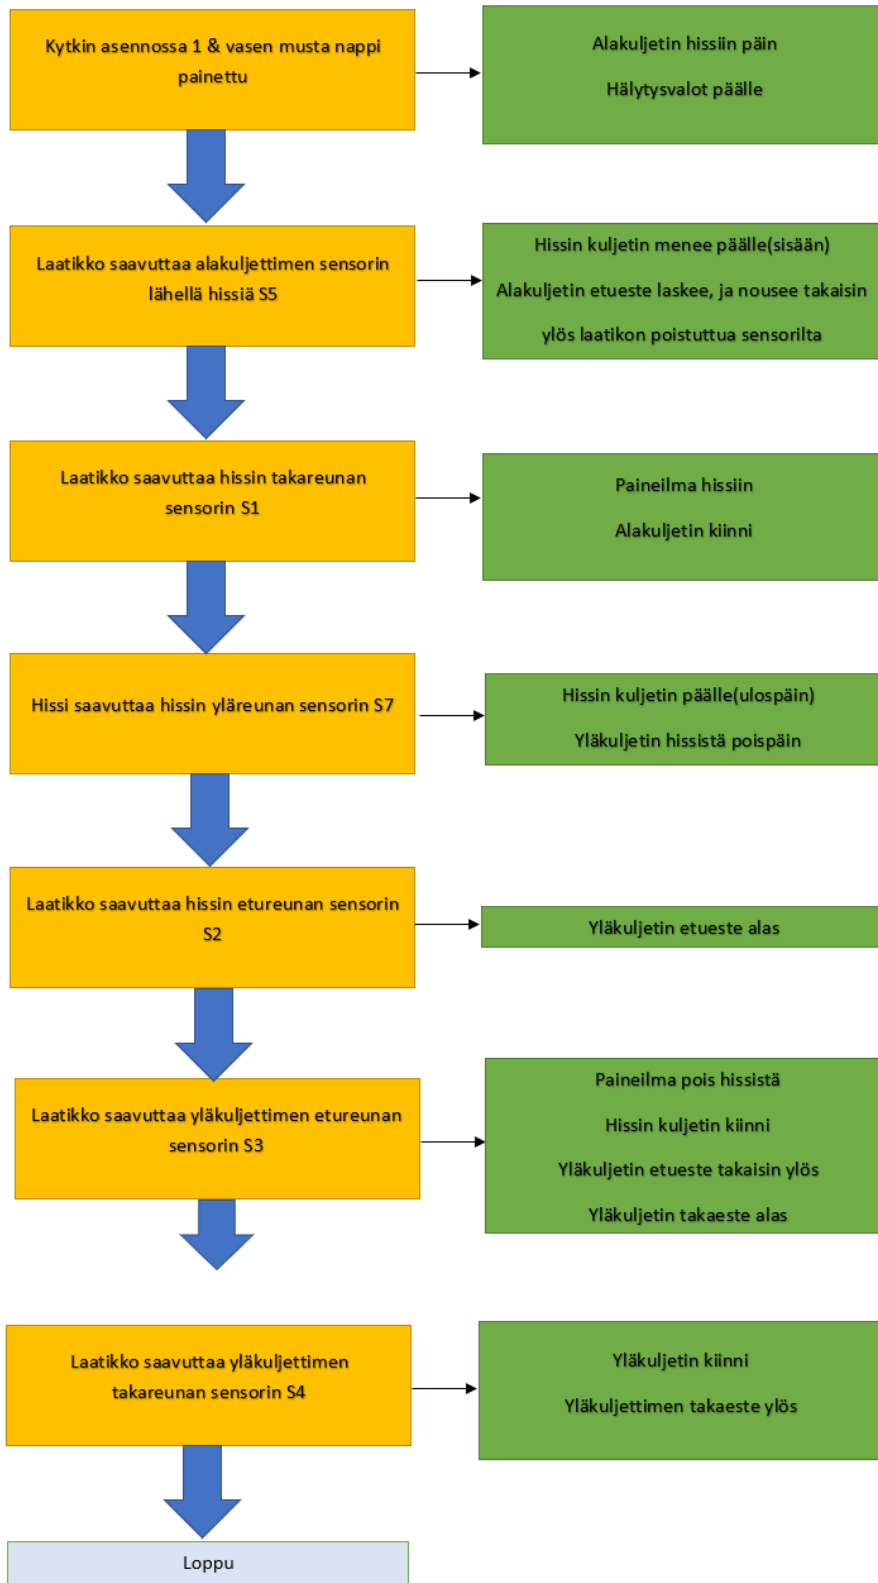 Kytkin asennossa 1 & vasen musta nappi
painettu
Alakuljetin hissiin päin
Hälytysvalot päälle
Laatikko saavuttaa alakuljettimen sensorin
lähellä hissiä S5
Hissin kuljetin menee päälle(sisään)
Alakuljetin etueste laskee, ja nousee takaisin
ylös laatikon poistuttua sensorilta
Laatikko saavuttaa hissin takareunan
sensorin S1
Paineilma hissiin
Alakuljetin kiinni
Hissi saavuttaa hissin yläreunan sensorin S7
Hissin kuljetin päälle(ulospäin)
Yläkuljetin hissistä poispäin
Laatikko saavuttaa hissin etureunan sensorin
S2
Yläkuljetin etueste alas
Laatikko saavuttaa yläkuljettimen etureunan
sensorin S3
Paineilma pois hissistä
Hissin kuljetin kiinni
Yläkuljetin etueste takaisin ylös
Yläkuljetin takaeste alas
Laatikko saavuttaa yläkuljettimen
takareunan sensorin S4
Yläkuljetin kiinni
Yläkuljettimen takaeste ylös
Loppu